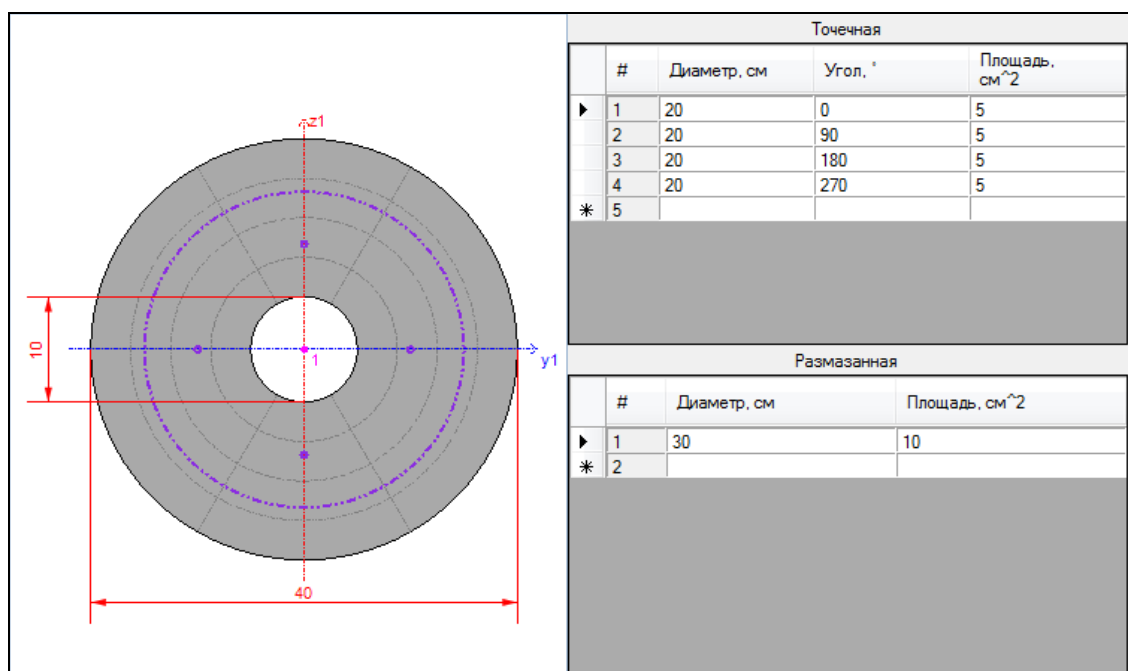 z1
10
1
y1
40
Точечная
# Диаметр, см Угол, ° Площадь,
см^2
1 20 0 5
2 20 90 5
3 20 180 5
4 20 270 5
5
Размазанная
# Диаметр, см Площадь, см^2
1 30 10
2